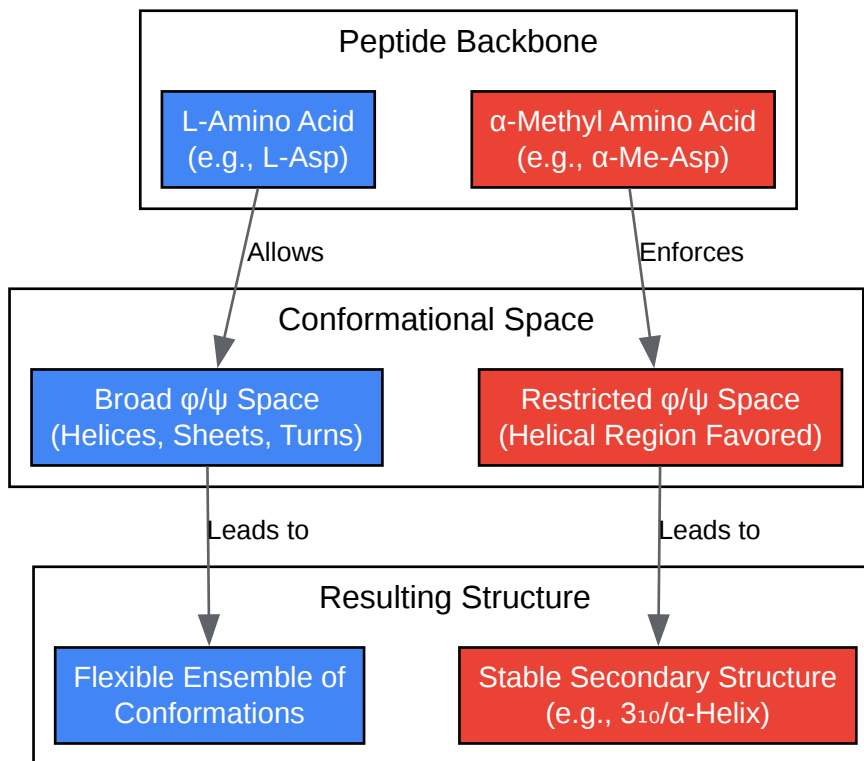 Peptide Backbone
L-Amino Acid
(e.g., L-Asp)
α-Methyl Amino Acid
(e.g., α-Me-Asp)
Allows
Enforces
Conformational Space
Broad φ/ψ Space
(Helices, Sheets, Turns)
Restricted φ/ψ Space
(Helical Region Favored)
Leads to
Leads to
Resulting Structure
Flexible Ensemble of
Conformations
Stable Secondary Structure
(e.g., 3₁₀/α-Helix)